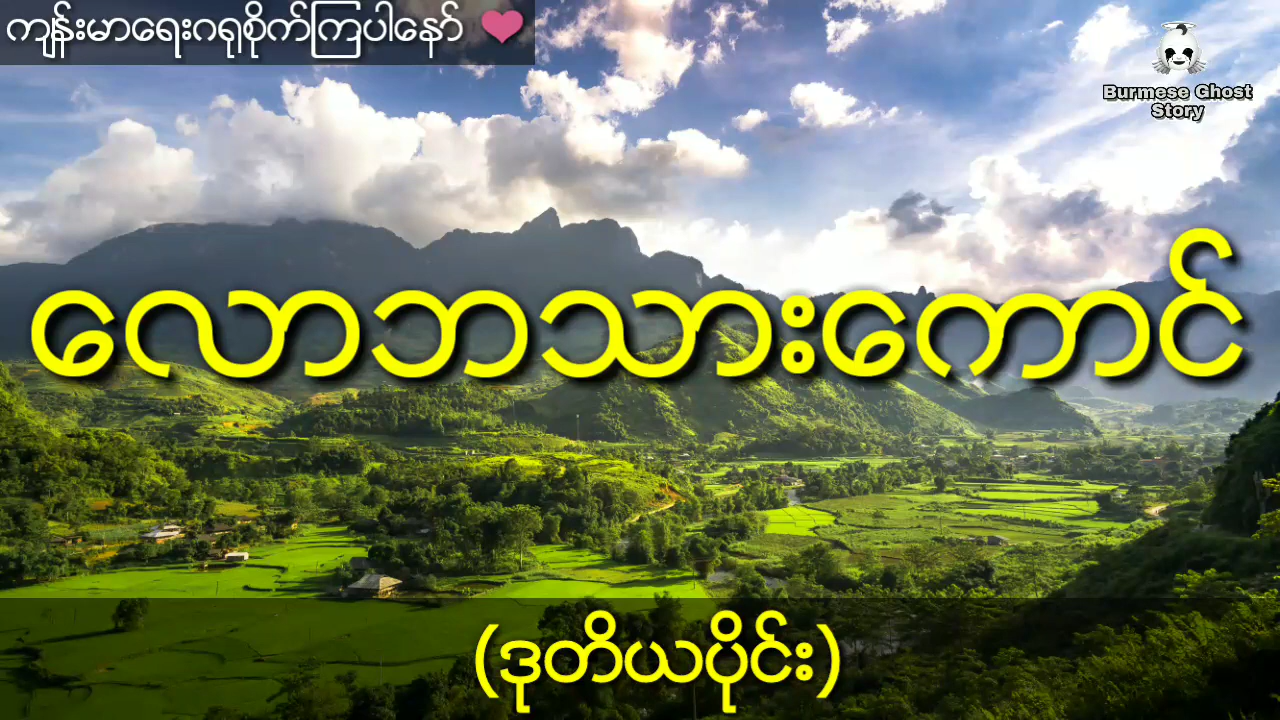 ကျန်းမာရေးဂရုစိုက်ကြပါနော် ❤
Burmese Ghost
Story
လောဘသားကောင်
(ဒုတိယပိုင်း)